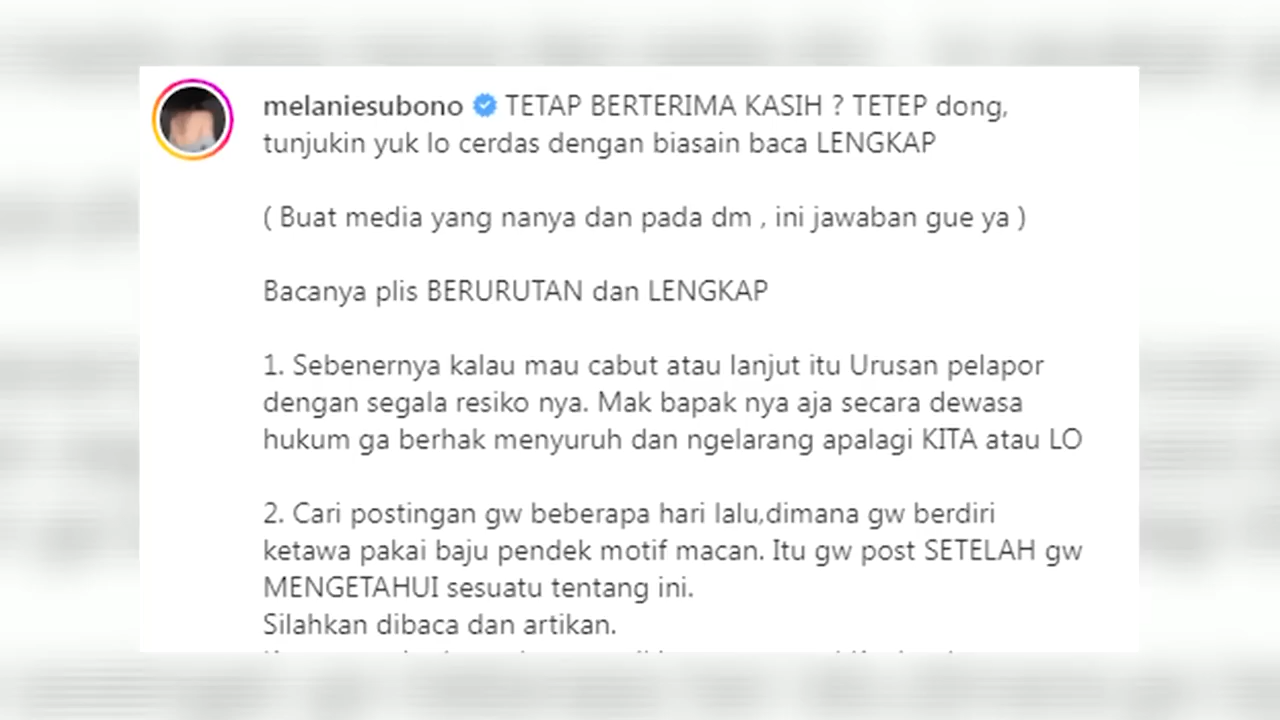 melaniesubono TETAP BERTERIMA KASIH ? TETEP dong,
tunjukin yuk lo cerdas dengan biasain baca LENGKAP
( Buat media yang nanya dan pada dm , ini jawaban gue ya )
Bacanya plis BERURUTAN dan LENGKAP
1. Sebenernya kalau mau cabut atau lanjut itu Urusan pelapor
dengan segala resiko nya. Mak bapak nya aja secara dewasa
hukum ga berhak menyuruh dan ngelarang apalagi KITA atau LO
2. Cari postingan gw beberapa hari lalu,dimana gw berdiri
ketawa pakai baju pendek motif macan. Itu gw post SETELAH gw
MENGETAHUI sesuatu tentang ini.
Silahkan dibaca dan artikan.